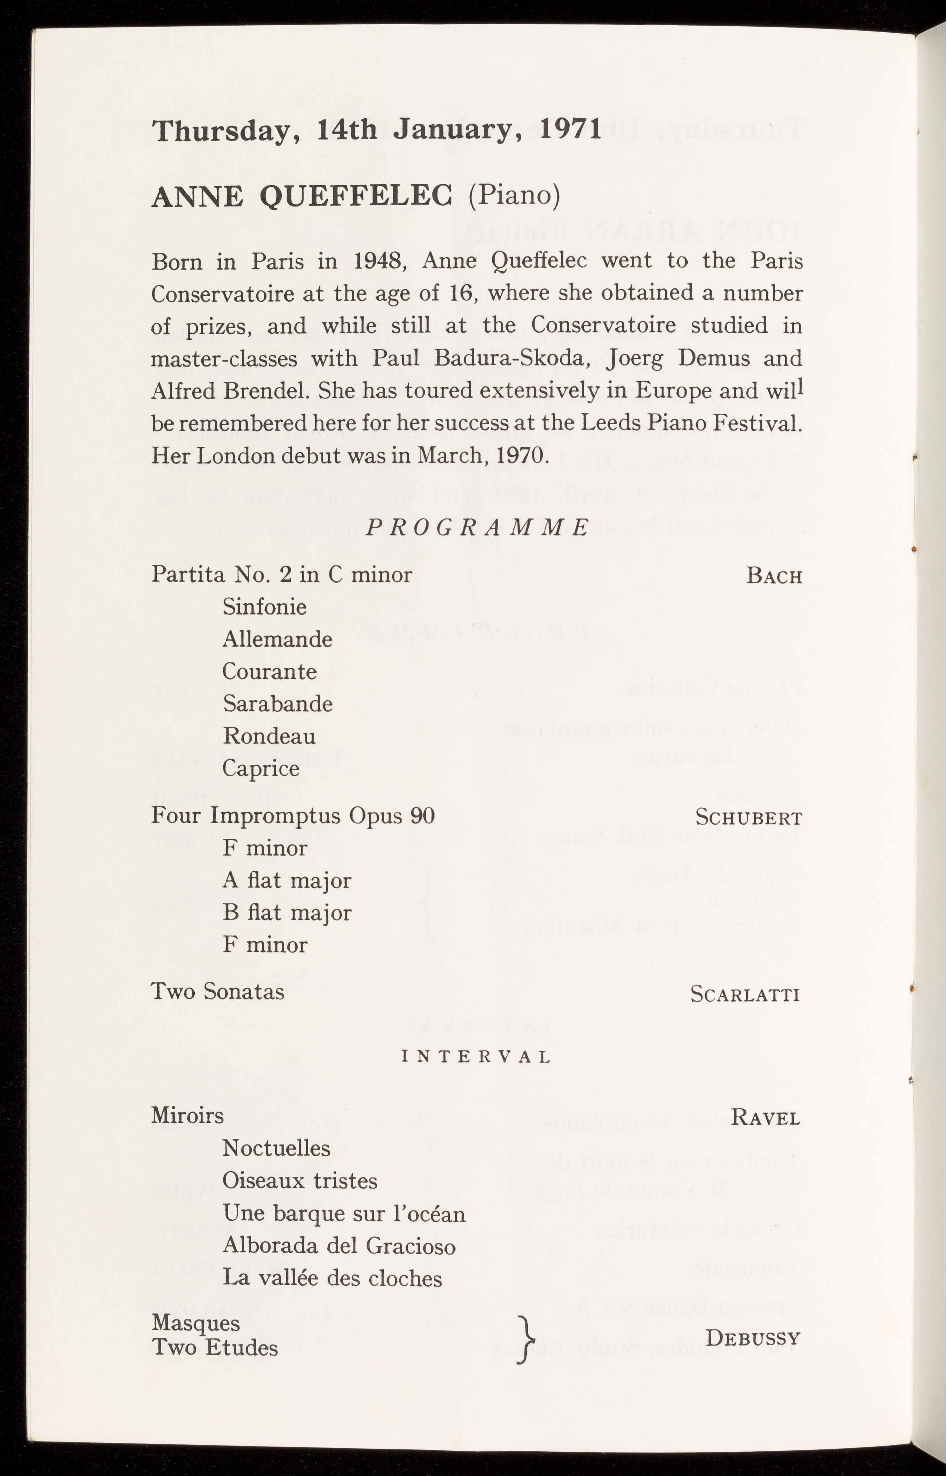 Thursday, 14th January, 1971
ANNE QUEFFELEC (Piano)
Born in Paris in 1948, Anne Queffelec went to the Paris
Conservatoire at the age of 16, where she obtained a number
of prizes, and while still at the Conservatoire studied in
master-classes with Paul Badura-Skoda, Joerg Demus and
Alfred Brendel. She has toured extensively in Europe and will
be remembered here for her success at the Leeds Piano Festival.
Her London debut was in March, 1970.
PROGRAMME
Partita No. 2 in C minor BACH
Sinfonie
Allemande
Courante
Sarabande
Rondeau
Caprice
Four Impromptus Opus 90 SCHUBERT
F minor
A flat major
B flat major
F minor
Two Sonatas SCARLATTI
INTERVAL
Miroirs RAVEL
Noctuelles
Oiseaux tristes
Une barque sur l'océan
Alborada del Gracioso
La vallée des cloches
Masques
Two Etudes } DEBUSSY